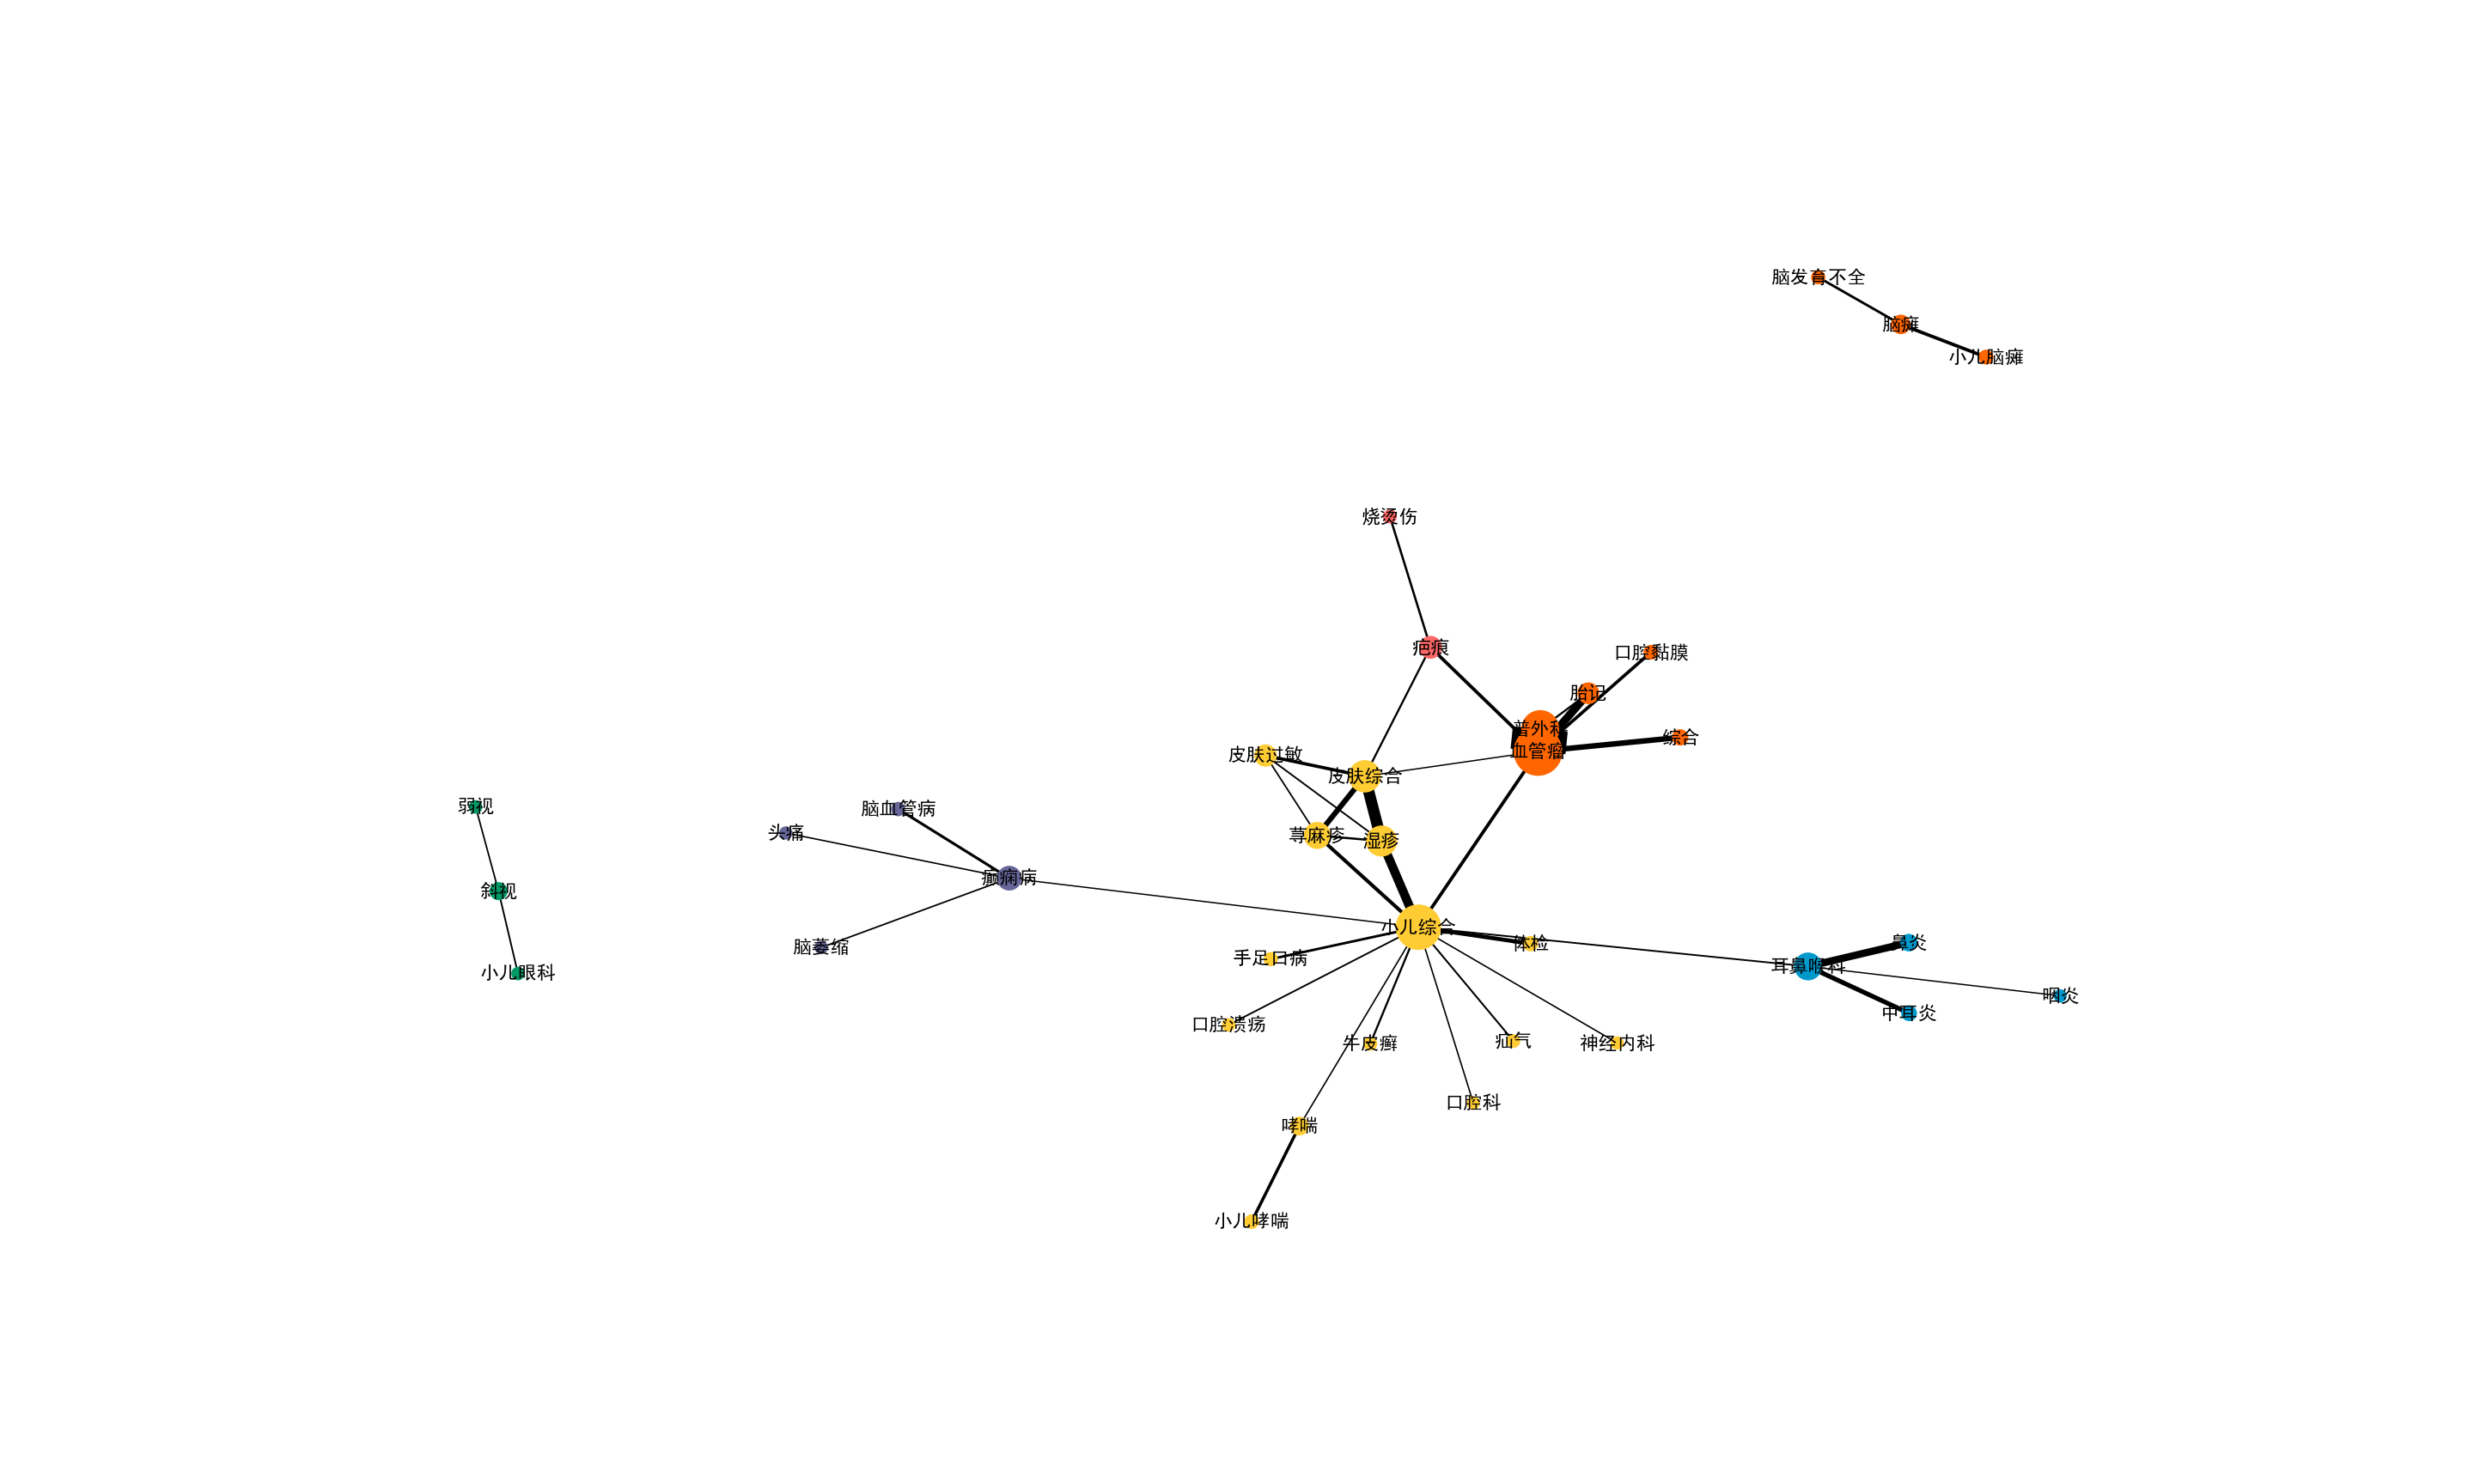 脑发育不全
脑瘫
小儿脑瘫
烧烫伤
疤痕
口腔黏膜
胎记
普外科
综合
血管瘤
皮肤过敏
皮肤综合
弱视
脑血管病
头痛
荨麻疹
湿疹
癫痫病
斜视
小儿综合
体检
鼻炎
脑萎缩
手足口病
耳鼻喉科
小儿眼科
咽炎
中耳炎
口腔溃疡
牛皮癣
疝气
神经内科
口腔科
哮喘
小儿哮喘